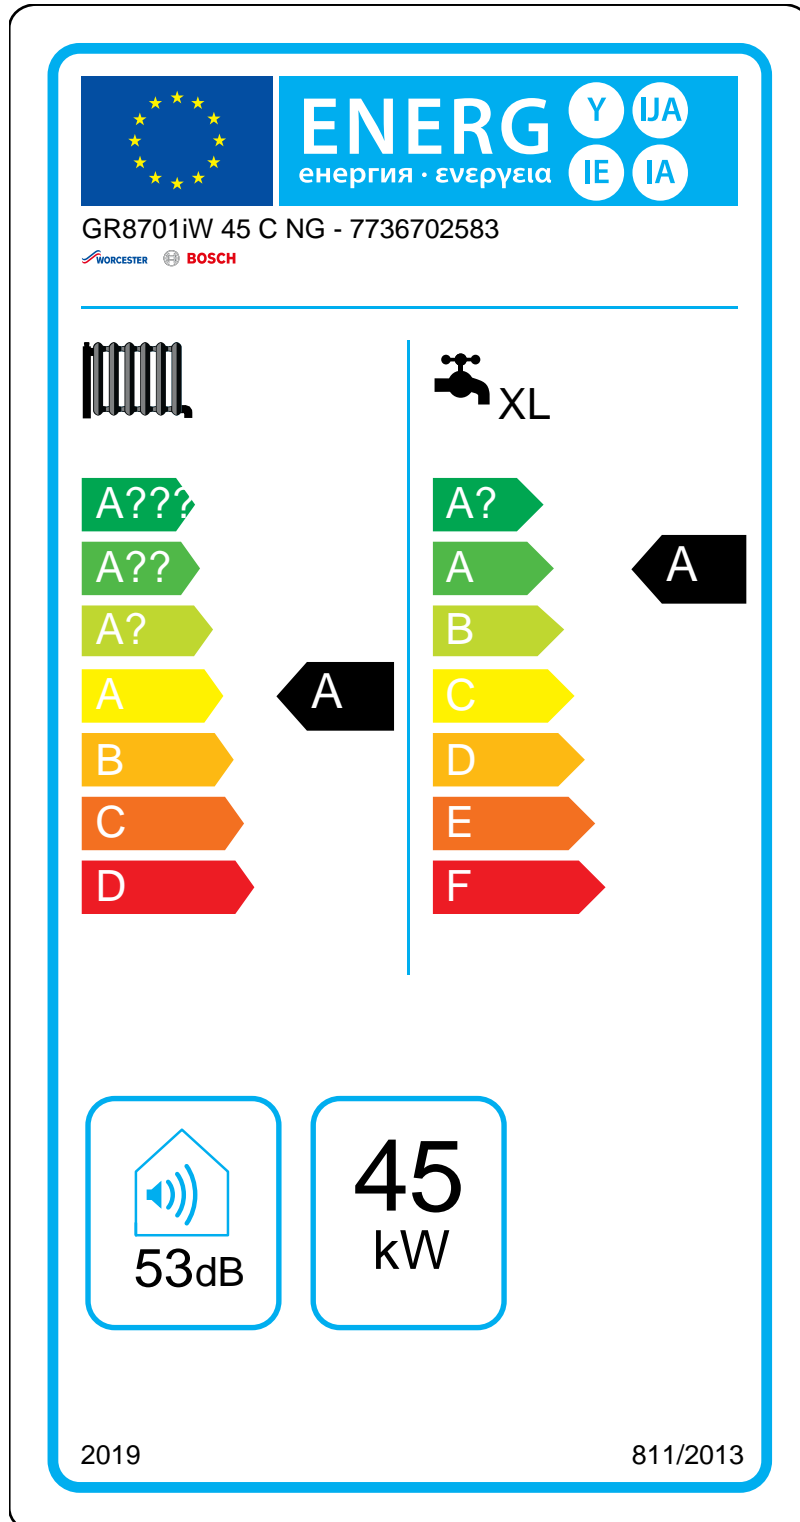 ENERG
Y IJA
IE IA
енергия · ενεργεια
GR8701iW 45 C NG - 7736702583
WORCESTER BOSCH
XL
A???
A??
A?
A
B
C
D
A
A?
A
B
C
D
E
F
A
53dB
45
kW
2019
811/2013